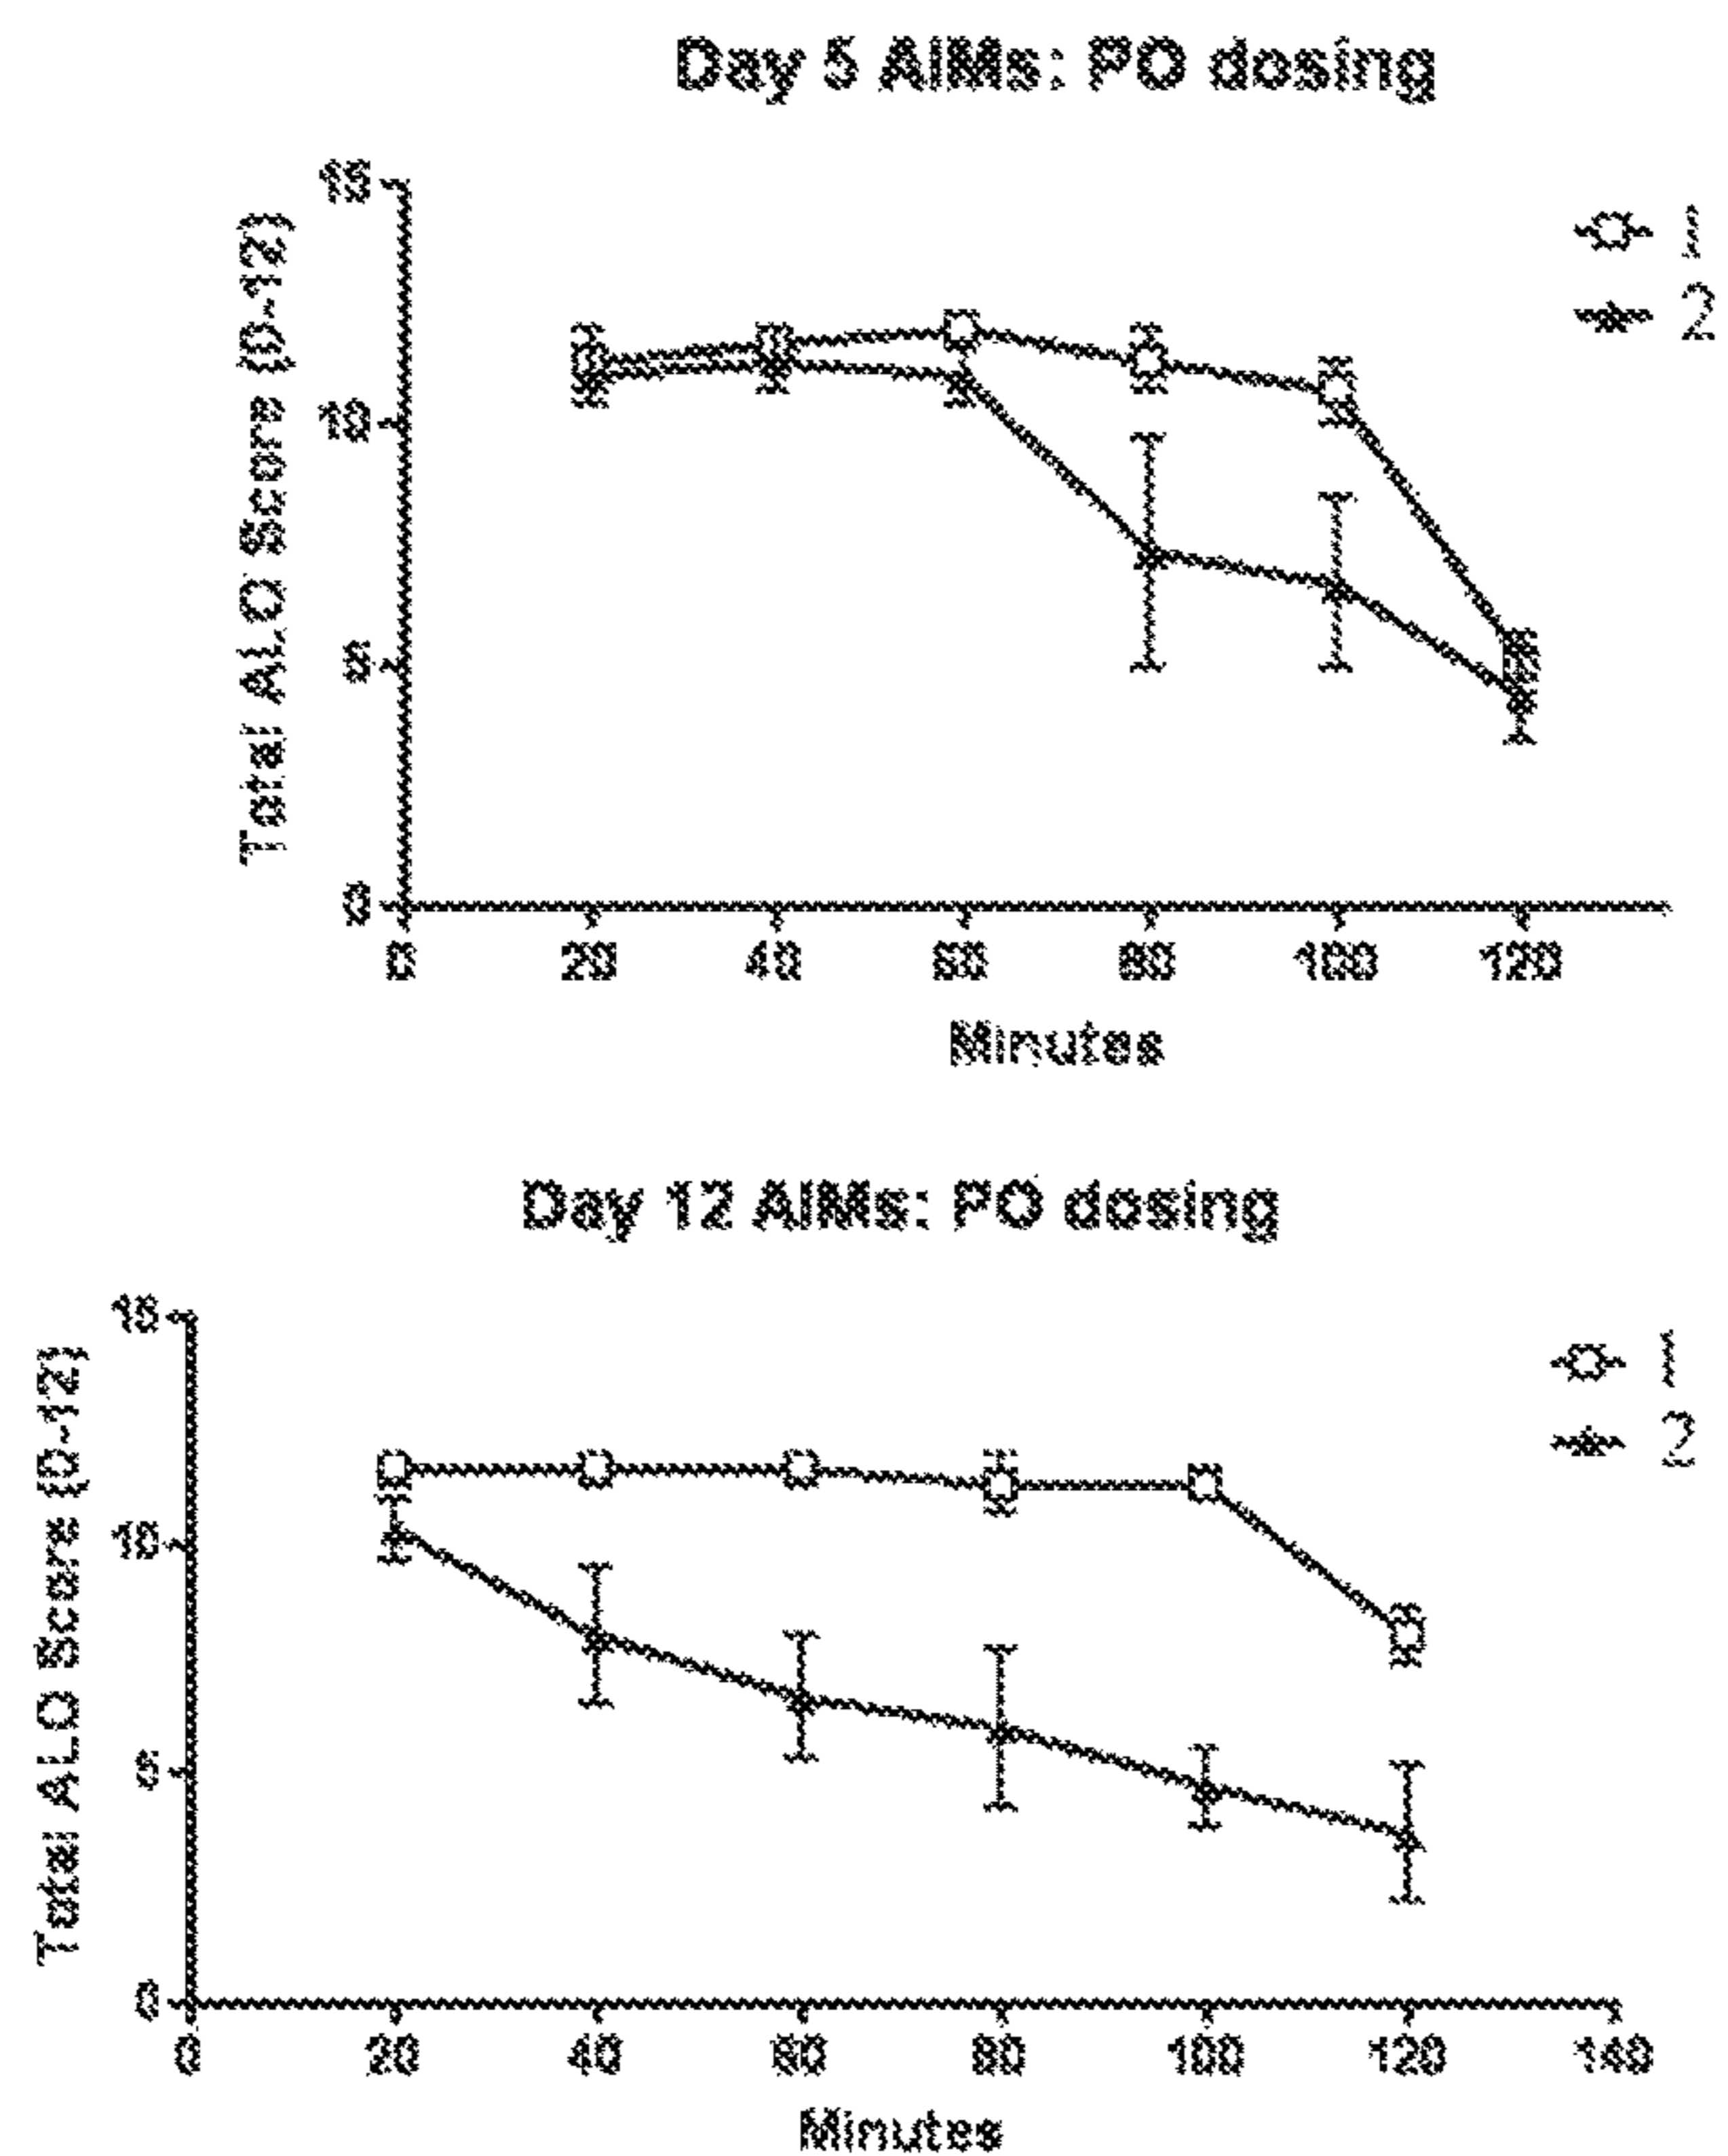 Day 5 AIMs: PO dosing
Total ALO Score (0-12)
15
10
5
0
0 20 40 60 80 100 120
Minutes
1
2
Day 12 AIMs: PO dosing
Total ALO Score (0-12)
15
10
5
0
0 20 40 60 80 100 120 140
Minutes
1
2